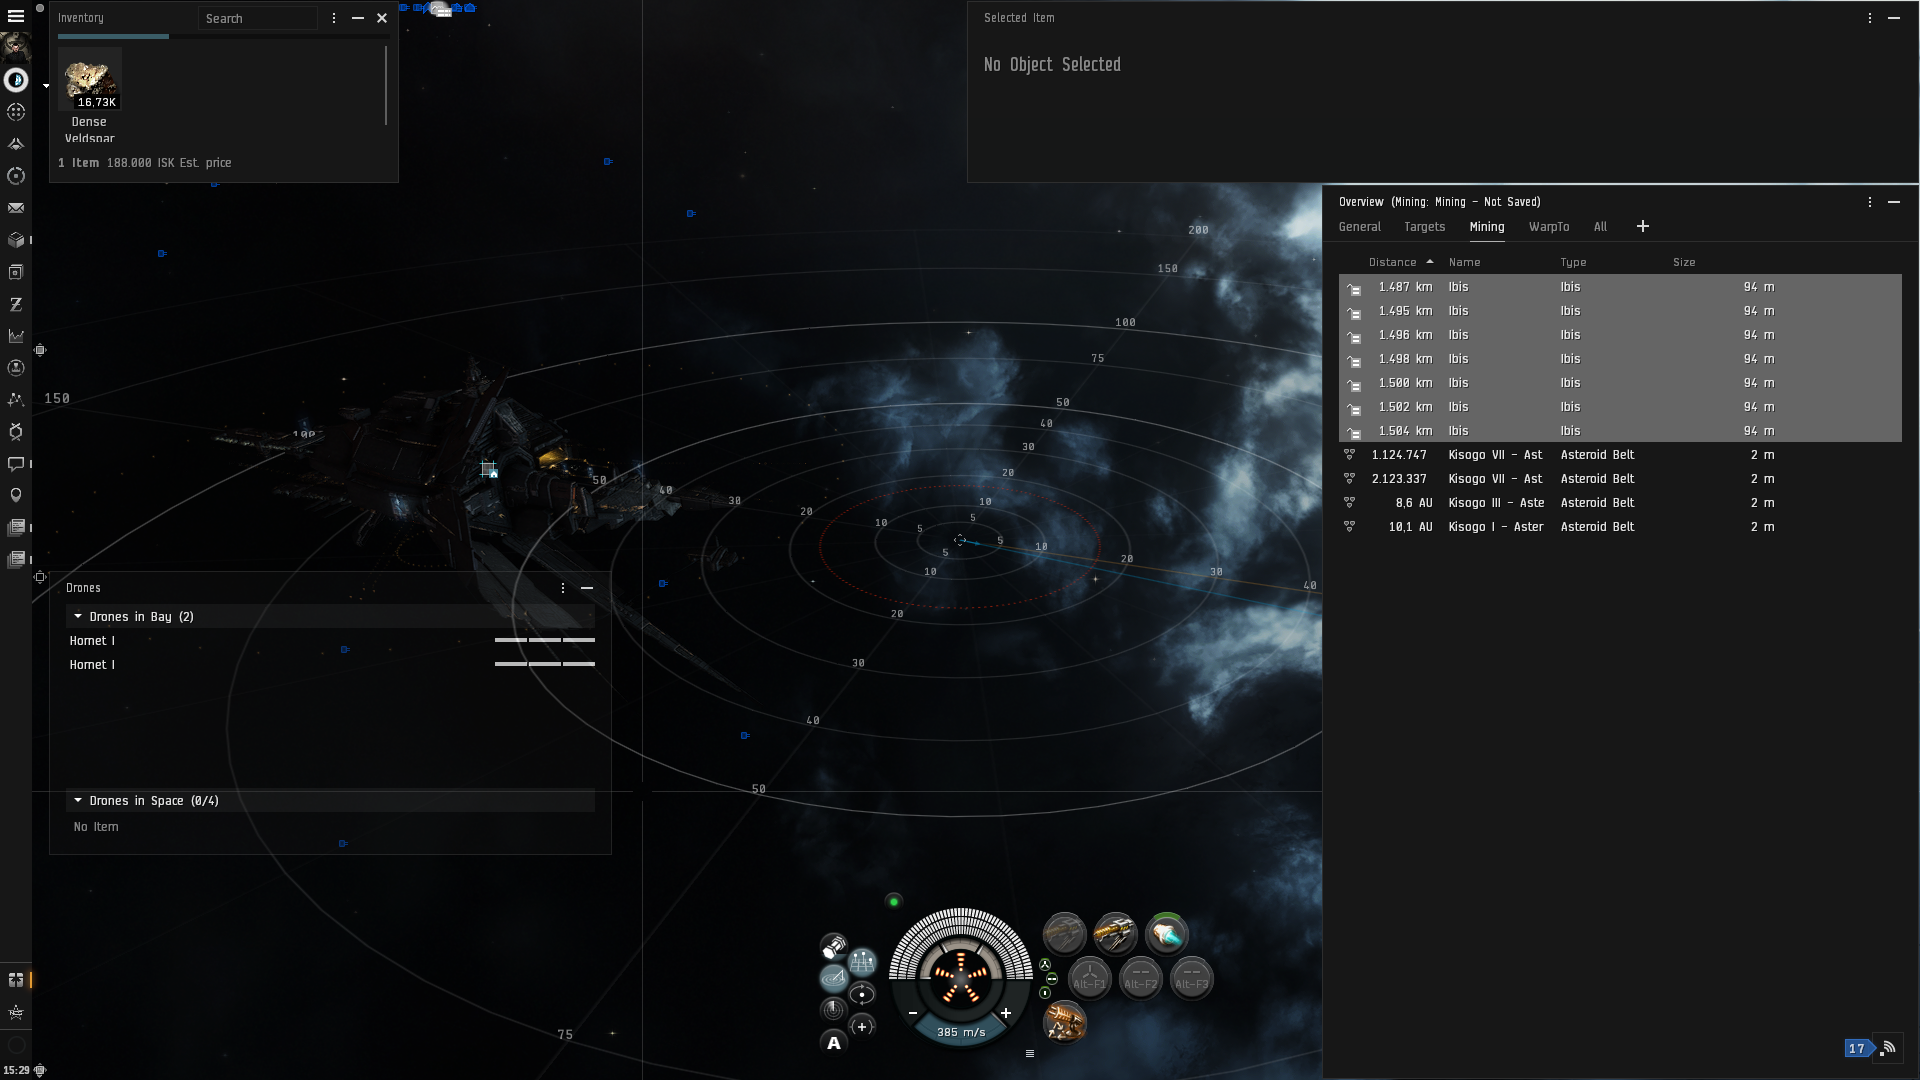 Inventory
Search
16,73K
Dense
Veldspar
1 Item 188.000 ISK Est. price
Selected Item
No Object Selected
Overview (Mining: Mining - Not Saved)
General Targets Mining WarpTo All +
Distance Name Type Size
1.487 km Ibis Ibis 94 m
1.495 km Ibis Ibis 94 m
1.496 km Ibis Ibis 94 m
1.498 km Ibis Ibis 94 m
1.500 km Ibis Ibis 94 m
1.502 km Ibis Ibis 94 m
1.504 km Ibis Ibis 94 m
1.124.747 Kisogo VII - Ast Asteroid Belt 2 m
2.123.337 Kisogo VII - Ast Asteroid Belt 2 m
8,6 AU Kisogo III - Aste Asteroid Belt 2 m
10,1 AU Kisogo I - Aster Asteroid Belt 2 m
200
150
100
75
50
40
30
20
10
5
150
100
50
40
30
20
10
5
5
10
20
30
40
5
10
20
30
40
50
75
Drones
Drones in Bay (2)
Hornet I
Hornet I
Drones in Space (0/4)
No Item
Alt-F1 Alt-F2 Alt-F3
- +
385 m/s
A
17
15:29